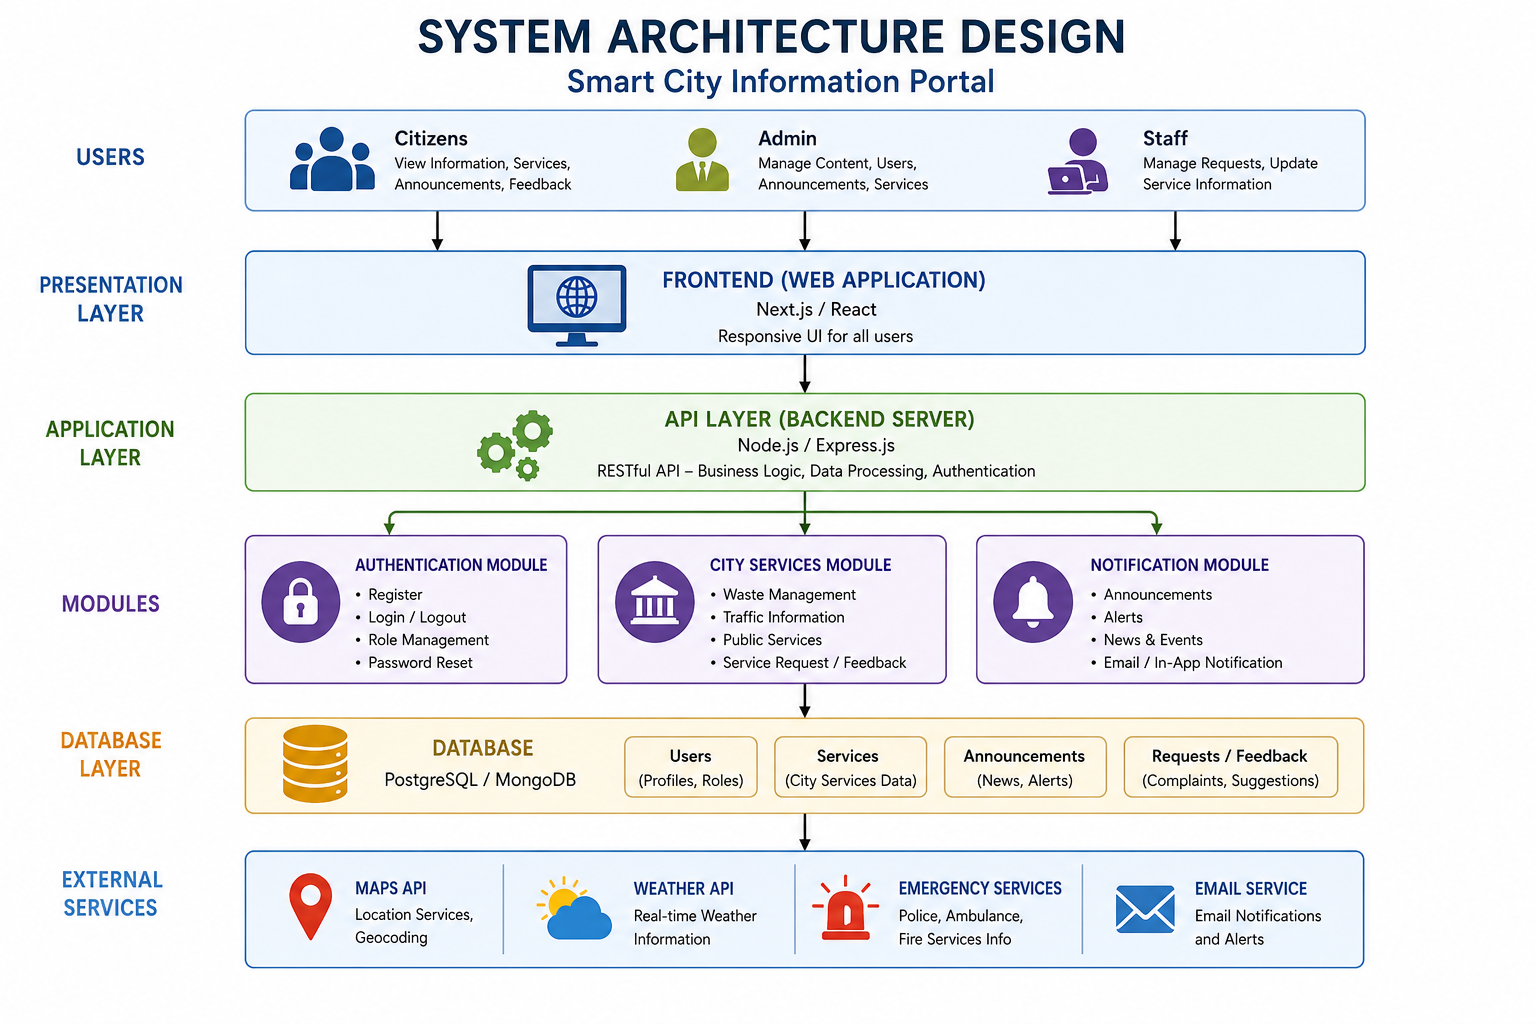 SYSTEM ARCHITECTURE DESIGN
Smart City Information Portal
USERS
Citizens
View Information, Services,
Announcements, Feedback
Admin
Manage Content, Users,
Announcements, Services
Staff
Manage Requests, Update
Service Information
PRESENTATION
LAYER
FRONTEND (WEB APPLICATION)
Next.js / React
Responsive UI for all users
APPLICATION
LAYER
API LAYER (BACKEND SERVER)
Node.js / Express.js
RESTful API – Business Logic, Data Processing, Authentication
MODULES
AUTHENTICATION MODULE
• Register
• Login / Logout
• Role Management
• Password Reset
CITY SERVICES MODULE
• Waste Management
• Traffic Information
• Public Services
• Service Request / Feedback
NOTIFICATION MODULE
• Announcements
• Alerts
• News & Events
• Email / In-App Notification
DATABASE
LAYER
DATABASE
PostgreSQL / MongoDB
Users
(Profiles, Roles)
Services
(City Services Data)
Announcements
(News, Alerts)
Requests / Feedback
(Complaints, Suggestions)
EXTERNAL
SERVICES
MAPS API
Location Services,
Geocoding
WEATHER API
Real-time Weather
Information
EMERGENCY SERVICES
Police, Ambulance,
Fire Services Info
EMAIL SERVICE
Email Notifications
and Alerts